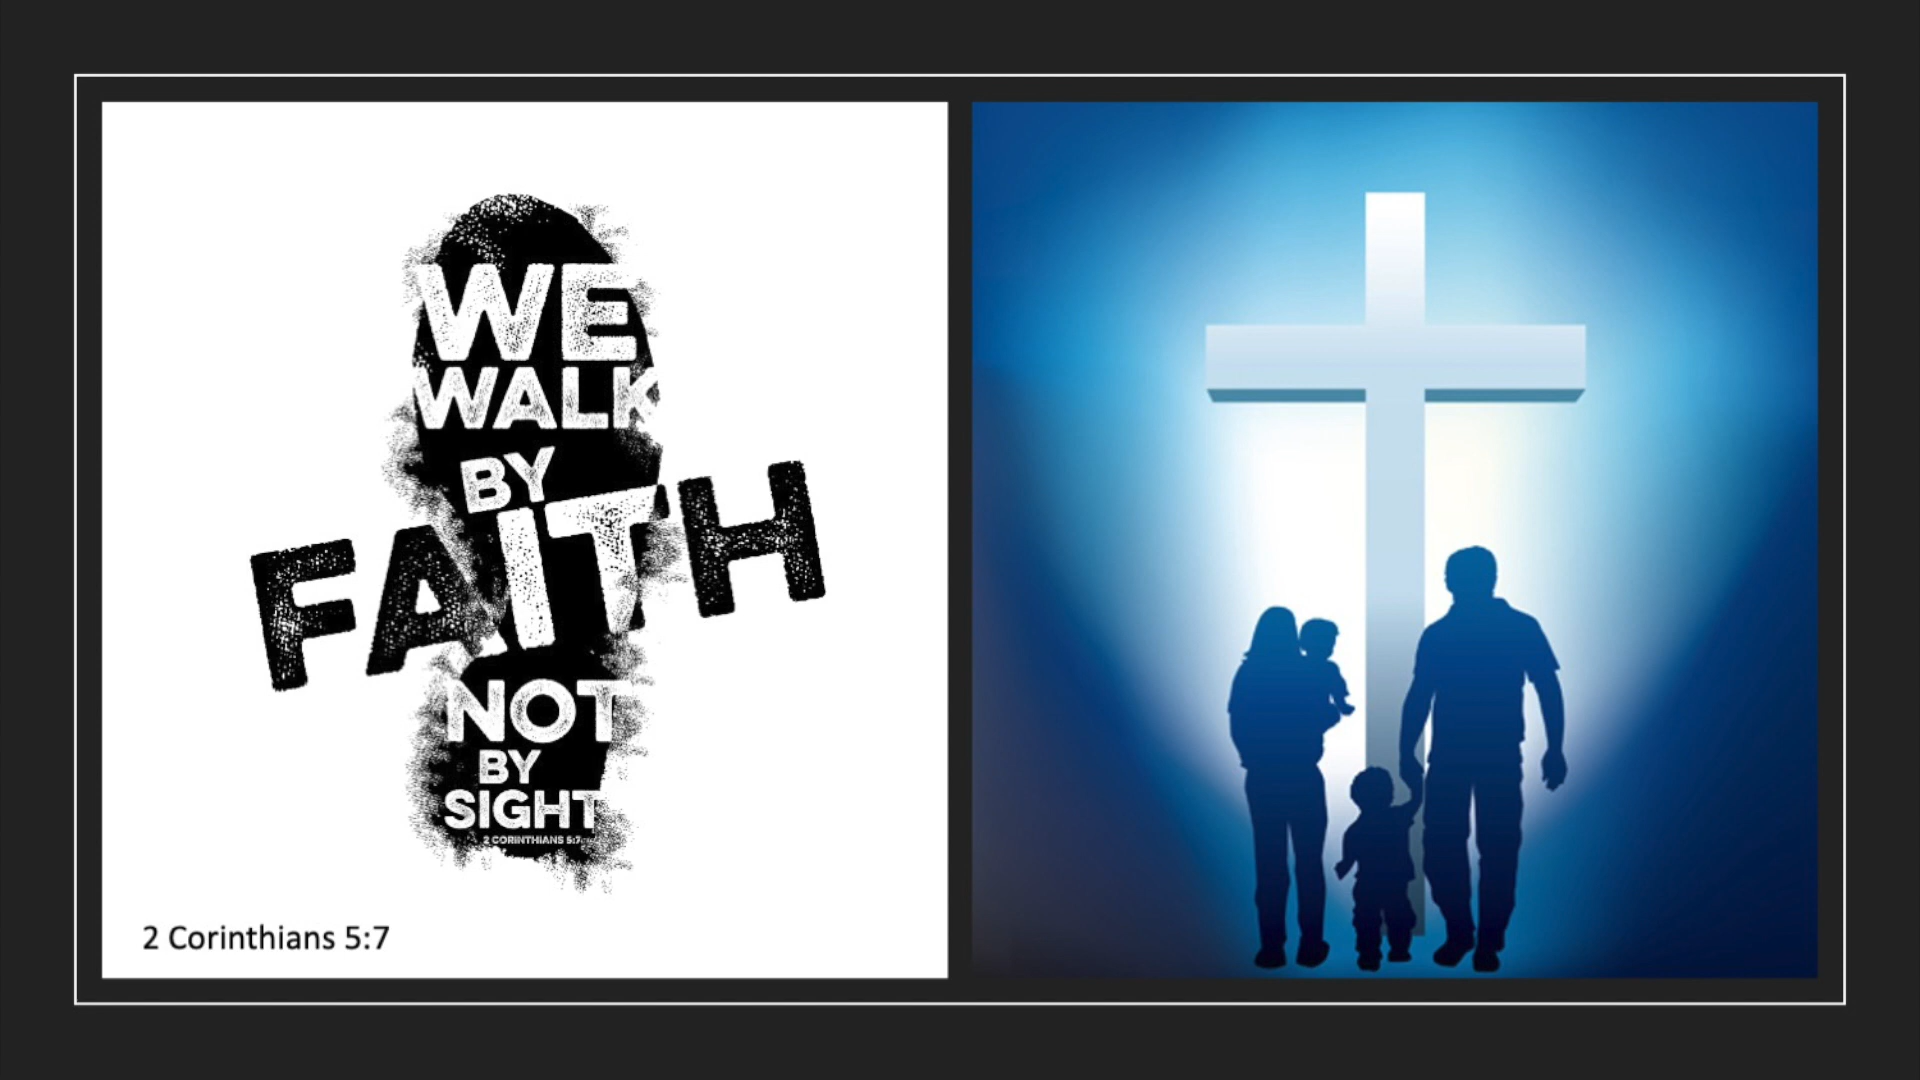 WE
WALK
BY
FAITH
NOT
BY
SIGHT
2 CORINTHIANS 5:7
2 Corinthians 5:7